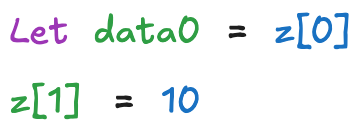 Let data0 = z[0]
z[1] = 10